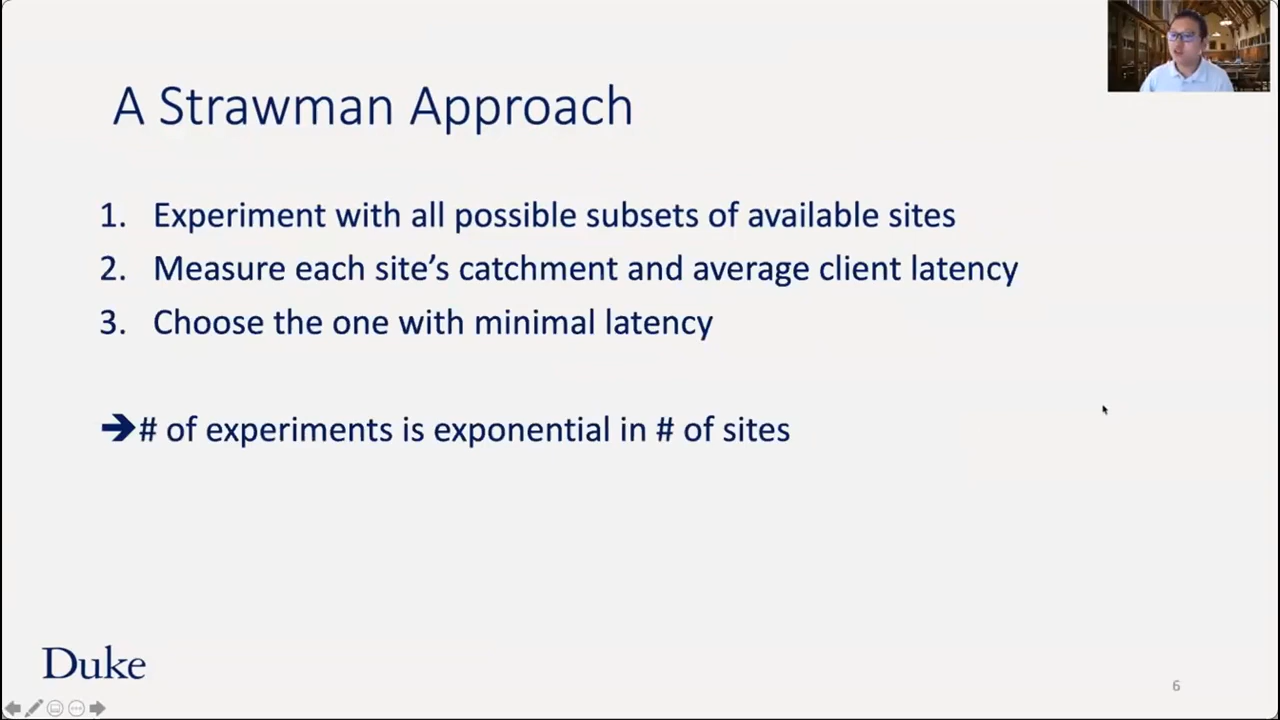 A Strawman Approach
1. Experiment with all possible subsets of available sites
2. Measure each site’s catchment and average client latency
3. Choose the one with minimal latency
➔# of experiments is exponential in # of sites
Duke
6